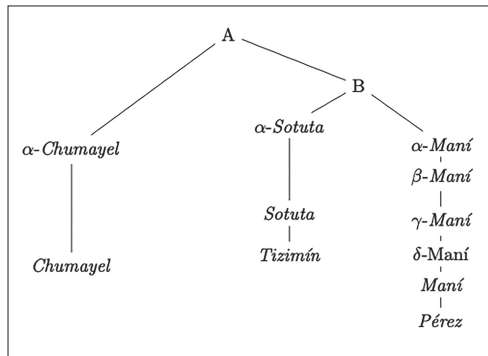 A
B
α-Sotuta
α-Chumayel
α-Maní
β-Maní
Sotuta
γ-Maní
Tizimín
δ-Maní
Chumayel
Maní
Pérez